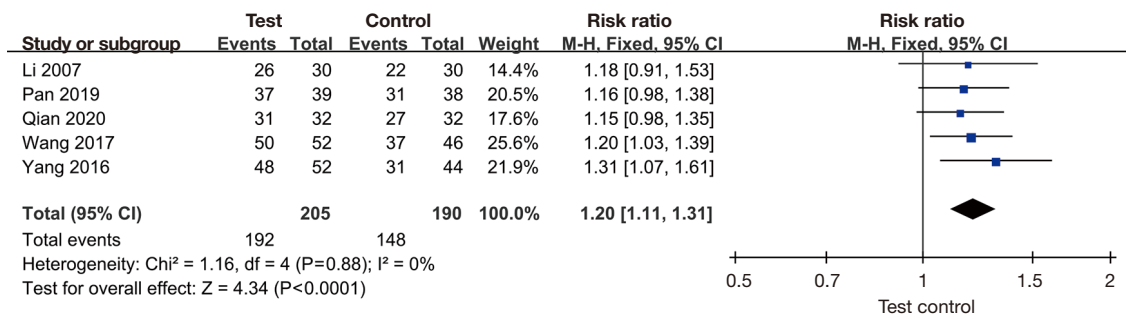 Test Control Risk ratio Risk ratio
Study or subgroup Events Total Events Total Weight M-H, Fixed, 95% CI M-H, Fixed, 95% CI
Li 2007 26 30 22 30 14.4% 1.18 [0.91, 1.53]
Pan 2019 37 39 31 38 20.5% 1.16 [0.98, 1.38]
Qian 2020 31 32 27 32 17.6% 1.15 [0.98, 1.35]
Wang 2017 50 52 37 46 25.6% 1.20 [1.03, 1.39]
Yang 2016 48 52 31 44 21.9% 1.31 [1.07, 1.61]
Total (95% CI) 205 190 100.0% 1.20 [1.11, 1.31]
Total events 192 148
Heterogeneity: Chi² = 1.16, df = 4 (P=0.88); I² = 0%
Test for overall effect: Z = 4.34 (P<0.0001)
0.5 0.7 1 1.5 2
Test control